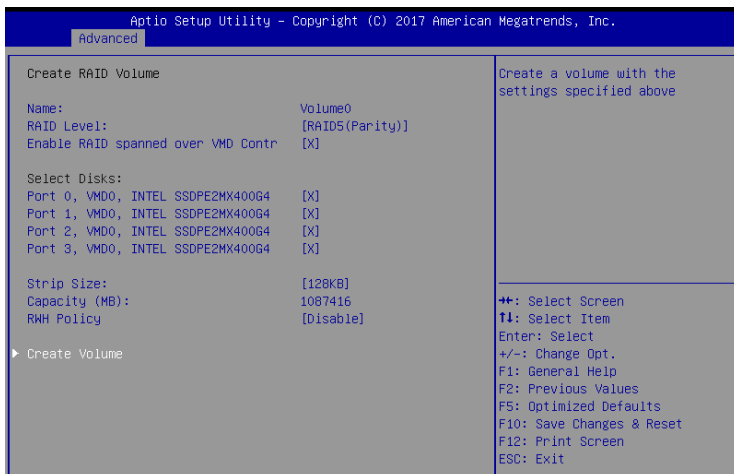 Aptio Setup Utility – Copyright (C) 2017 American Megatrends, Inc.
Advanced
Create RAID Volume
Name: Volume0
RAID Level: [RAID5(Parity)]
Enable RAID spanned over VMD Contr [X]
Select Disks:
Port 0, VMD0, INTEL SSDPE2MX400G4 [X]
Port 1, VMD0, INTEL SSDPE2MX400G4 [X]
Port 2, VMD0, INTEL SSDPE2MX400G4 [X]
Port 3, VMD0, INTEL SSDPE2MX400G4 [X]
Strip Size: [128KB]
Capacity (MB): 1087416
RWH Policy [Disable]
Create Volume
Create a volume with the
settings specified above
→←: Select Screen
↑↓: Select Item
Enter: Select
+/-: Change Opt.
F1: General Help
F2: Previous Values
F5: Optimized Defaults
F10: Save Changes & Reset
F12: Print Screen
ESC: Exit